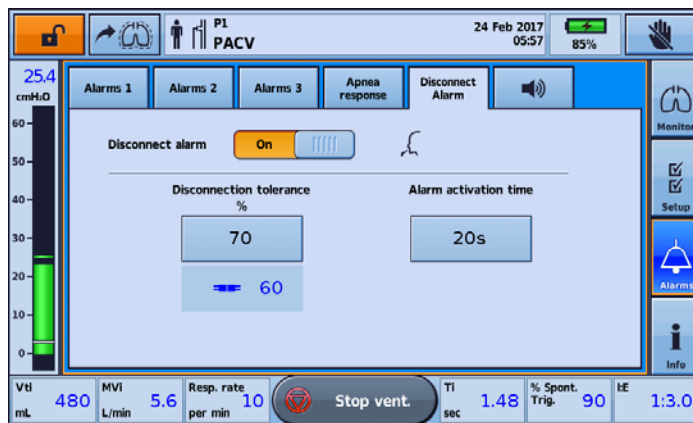 P1
PACV
24 Feb 2017
05:57
85%
25.4
cmH2O
Alarms 1
Alarms 2
Alarms 3
Apnea
response
Disconnect
Alarm
60
50
40
30
20
10
0
Disconnect alarm
On
Disconnection tolerance
%
Alarm activation time
70
20s
60
Monitor
Setup
Alarms
Info
Vti
mL
480
MVi
L/min
5.6
Resp. rate
per min
10
Stop vent.
Ti
sec
1.48
% Spont.
Trig.
90
I:E
1:3.0